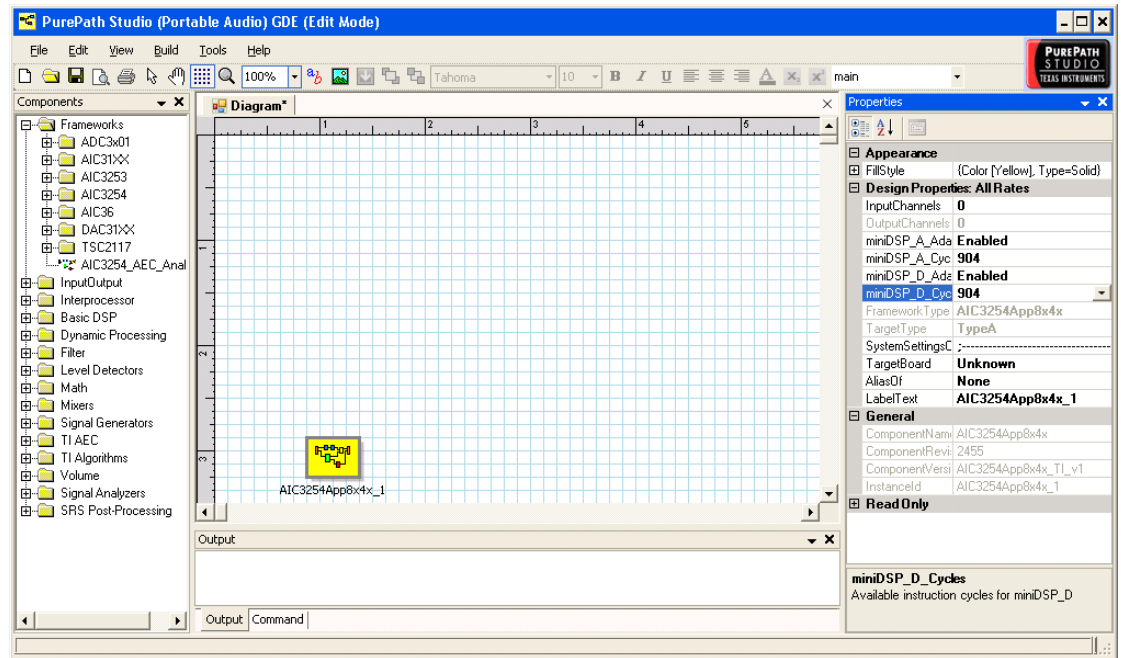 PurePath Studio (Portable Audio) GDE (Edit Mode)
File Edit View Build Tools Help
PUREPATH
STUDIO
TEXAS INSTRUMENTS
100% Tahoma 10 B I U A main
Components
Diagram*
Properties
Frameworks
ADC3x01
AIC31XX
AIC3253
AIC3254
AIC36
DAC31XX
TSC2117
AIC3254_AEC_Anal
InputOutput
Interprocessor
Basic DSP
Dynamic Processing
Filter
Level Detectors
Math
Mixers
Signal Generators
TI AEC
TI Algorithms
Volume
Signal Analyzers
SRS Post-Processing
1 2 3 4 5
1
2
3
AIC3254App8x4x_1
Appearance
FillStyle {Color [Yellow], Type=Solid}
Design Properties: All Rates
InputChannels 0
OutputChannels 0
miniDSP_A_Ada Enabled
miniDSP_A_Cyc 904
miniDSP_D_Ada Enabled
miniDSP_D_Cyc 904
FrameworkType AIC3254App8x4x
TargetType TypeA
SystemSettingsC ;----------------------------------
TargetBoard Unknown
AliasOf None
LabelText AIC3254App8x4x_1
General
ComponentNam AIC3254App8x4x
ComponentRevi 2455
ComponentVersi AIC3254App8x4x_TI_v1
InstanceId AIC3254App8x4x_1
Read Only
Output
Output Command
miniDSP_D_Cycles
Available instruction cycles for miniDSP_D